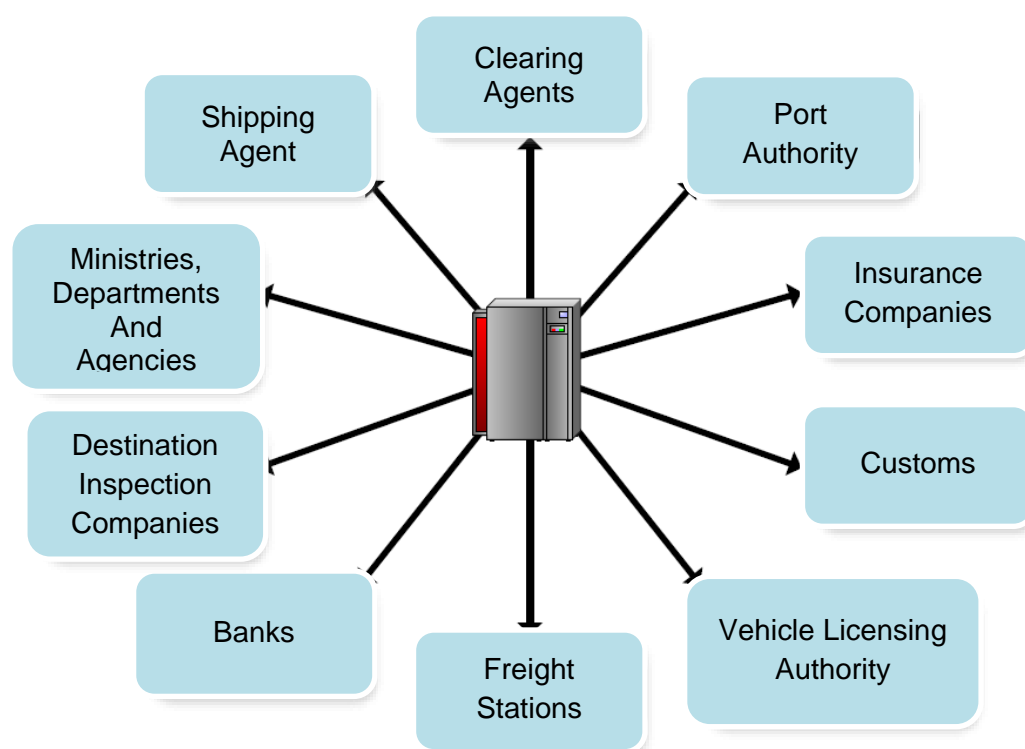 Clearing
Agents
Shipping
Agent
Port
Authority
Ministries,
Departments
And
Agencies
Insurance
Companies
Destination
Inspection
Companies
Customs
Banks
Freight
Stations
Vehicle Licensing
Authority